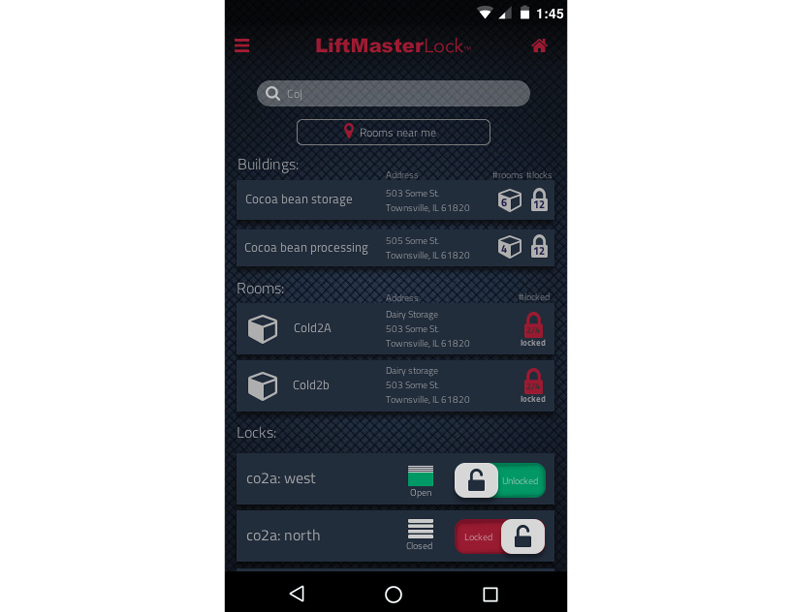 1:45
LiftMasterLock™
Co
Rooms near me
Buildings:
Address #rooms #locks
Cocoa bean storage
503 Some St.
Townsville, IL 61820
6 12
Cocoa bean processing
505 Some St.
Townsville, IL 61820
4 12
Rooms:
Address #locked
Cold2A
Dairy Storage
503 Some St.
Townsville, IL 61820
locked
Cold2b
Dairy storage
503 Some St.
Townsville, IL 61820
locked
Locks:
co2a: west
Open
Unlocked
co2a: north
Closed
Locked